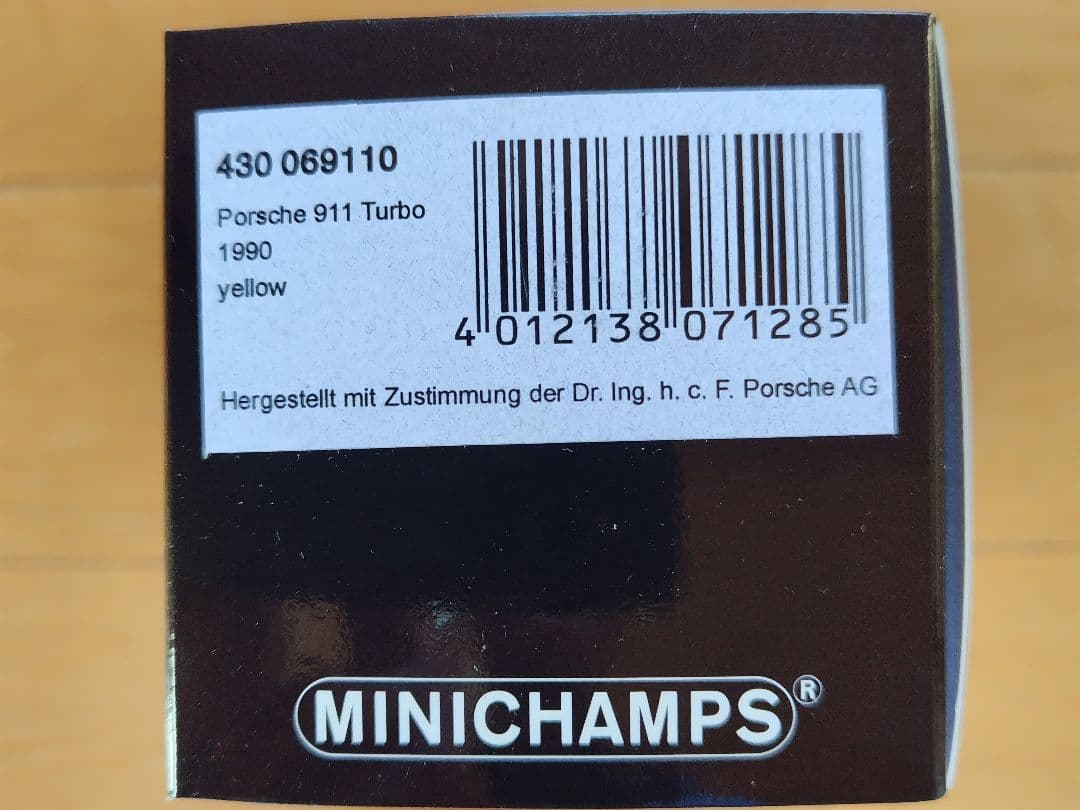 430 069110
Porsche 911 Turbo
1990
yellow
4 012138 071285
Hergestellt mit Zustimmung der Dr. Ing. h. c. F. Porsche AG
MINICHAMPS®